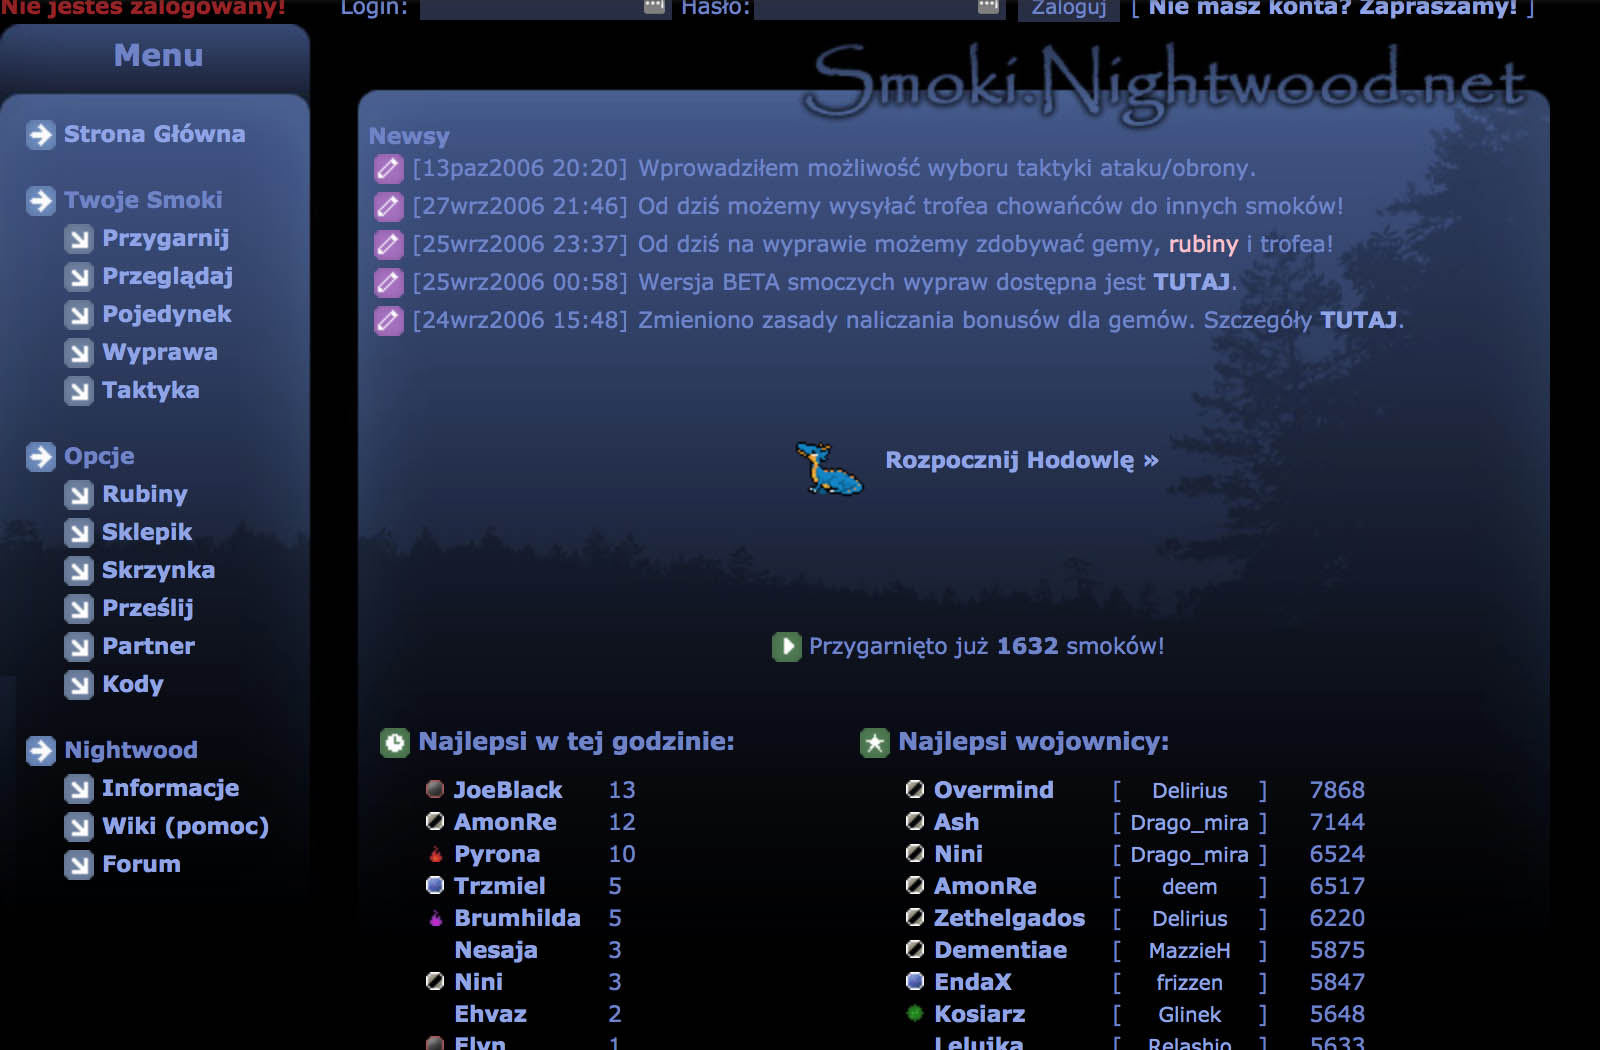 Nie jesteś zalogowany!
Login: Hasło: Zaloguj [ Nie masz konta? Zapraszamy! ]
Smoki.Nightwood.net
Menu
Strona Główna
Twoje Smoki
Przygarnij
Przeglądaj
Pojedynek
Wyprawa
Taktyka
Opcje
Rubiny
Sklepik
Skrzynka
Prześlij
Partner
Kody
Nightwood
Informacje
Wiki (pomoc)
Forum
Newsy
[13paz2006 20:20] Wprowadziłem możliwość wyboru taktyki ataku/obrony.
[27wrz2006 21:46] Od dziś możemy wysyłać trofea chowańców do innych smoków!
[25wrz2006 23:37] Od dziś na wyprawie możemy zdobywać gemy, rubiny i trofea!
[25wrz2006 00:58] Wersja BETA smoczych wypraw dostępna jest TUTAJ.
[24wrz2006 15:48] Zmieniono zasady naliczania bonusów dla gemów. Szczegóły TUTAJ.
Rozpocznij Hodowlę »
Przygarnięto już 1632 smoków!
Najlepsi w tej godzinie:
JoeBlack 13
AmonRe 12
Pyrona 10
Trzmiel 5
Brumhilda 5
Nesaja 3
Nini 3
Ehvaz 2
Elyn 1
Najlepsi wojownicy:
Overmind [ Delirius ] 7868
Ash [ Drago_mira ] 7144
Nini [ Drago_mira ] 6524
AmonRe [ deem ] 6517
Zethelgados [ Delirius ] 6220
Dementiae [ MazzieH ] 5875
EndaX [ frizzen ] 5847
Kosiarz [ Glinek ] 5648
Lelujka [ Relashio ] 5633